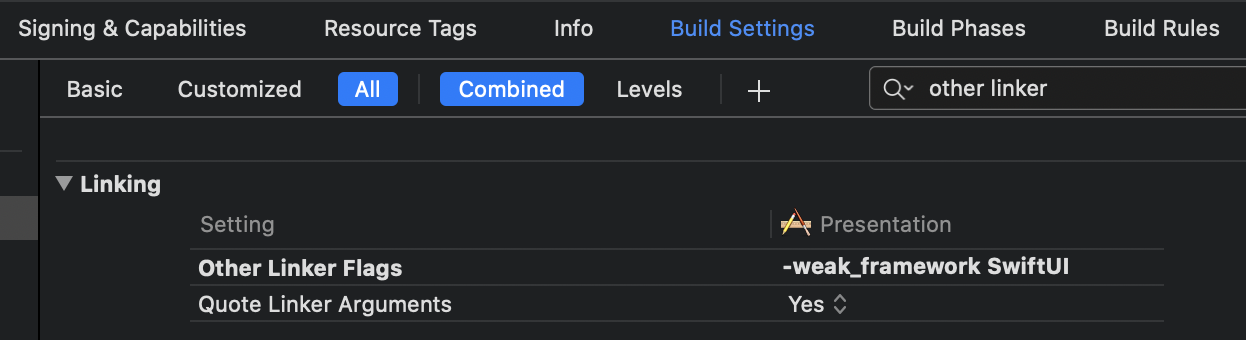 Signing & Capabilities Resource Tags Info Build Settings Build Phases Build Rules
Basic Customized All Combined Levels + other linker
Linking
Setting Presentation
Other Linker Flags -weak_framework SwiftUI
Quote Linker Arguments Yes